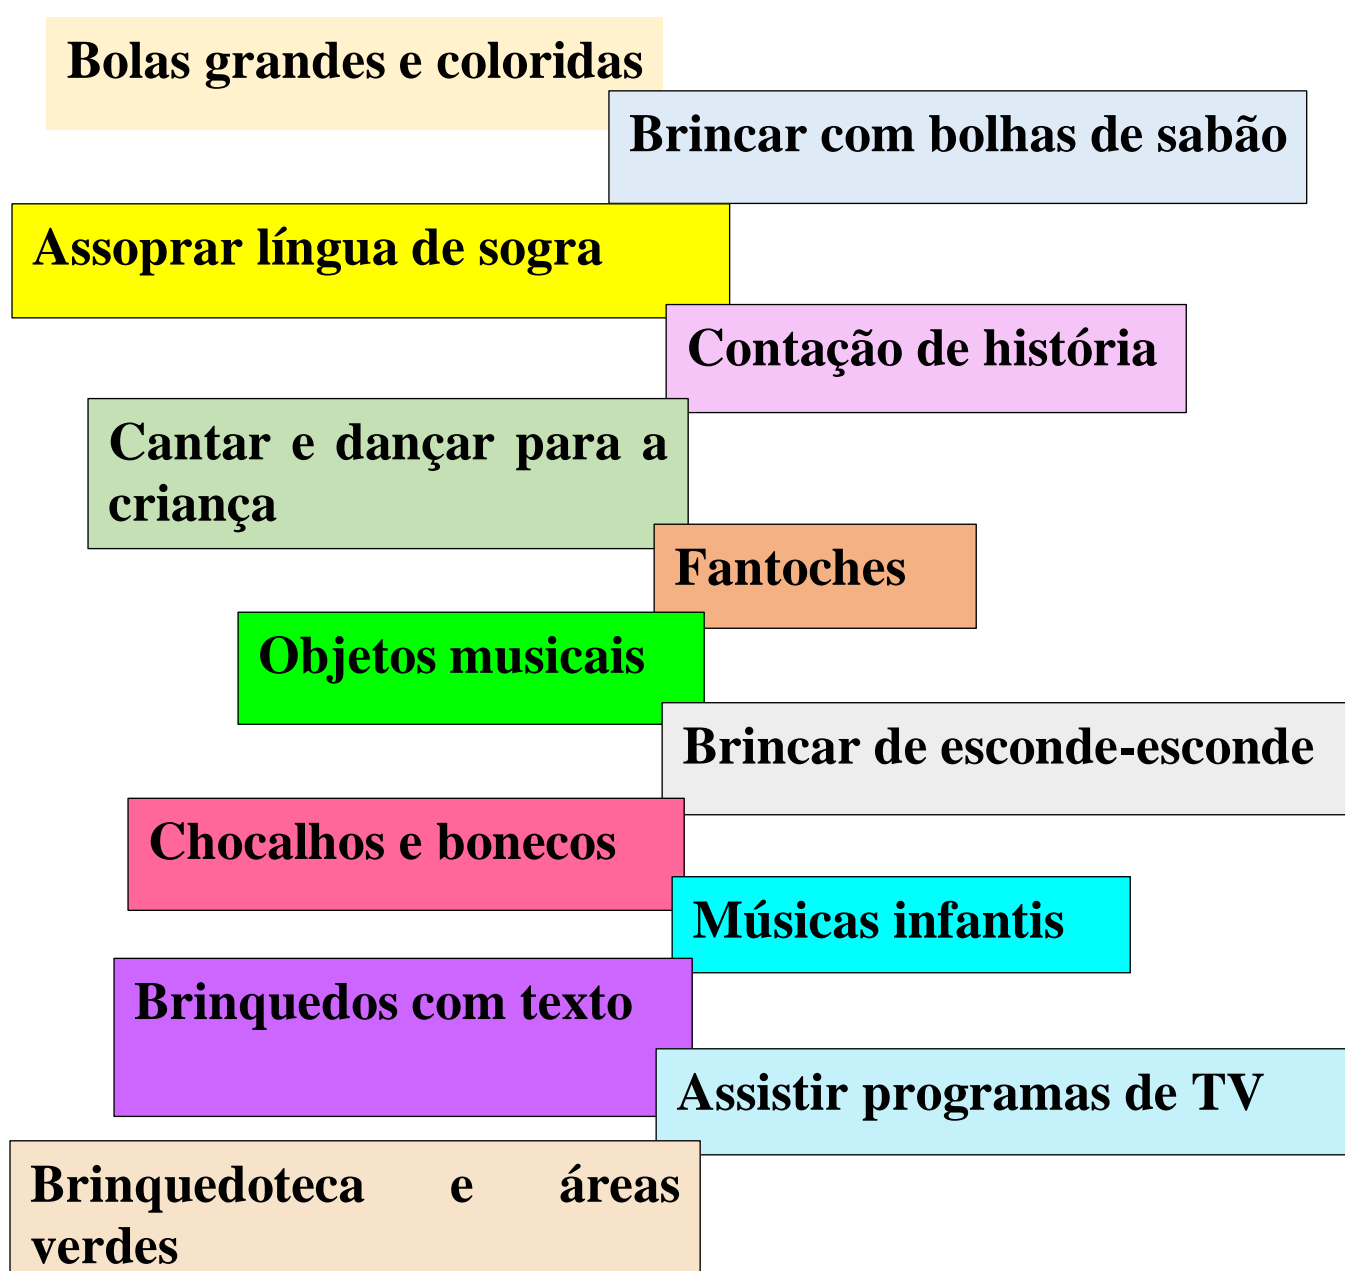 Bolas grandes e coloridas
Brincar com bolhas de sabão
Assoprar língua de sogra
Contação de história
Cantar e dançar para a
criança
Fantoches
Objetos musicais
Brincar de esconde-esconde
Chocalhos e bonecos
Músicas infantis
Brinquedos com texto
Assistir programas de TV
Brinquedoteca e áreas
verdes